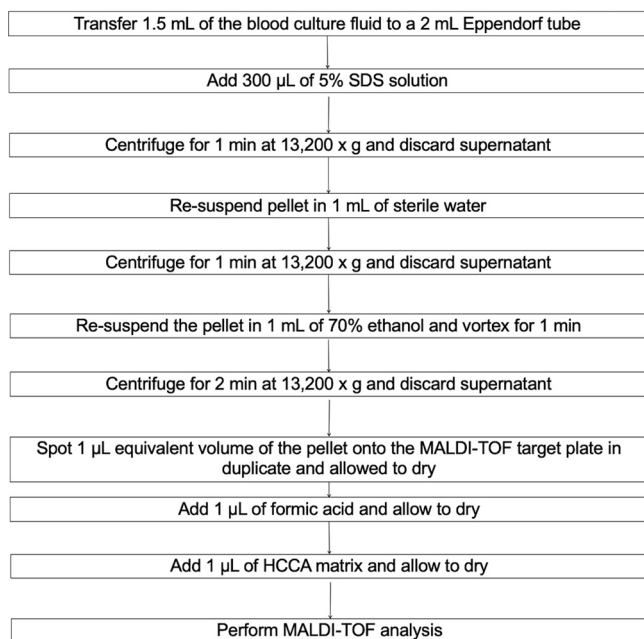 Transfer 1.5 mL of the blood culture fluid to a 2 mL Eppendorf tube
Add 300 µL of 5% SDS solution
Centrifuge for 1 min at 13,200 x g and discard supernatant
Re-suspend pellet in 1 mL of sterile water
Centrifuge for 1 min at 13,200 x g and discard supernatant
Re-suspend the pellet in 1 mL of 70% ethanol and vortex for 1 min
Centrifuge for 2 min at 13,200 x g and discard supernatant
Spot 1 µL equivalent volume of the pellet onto the MALDI-TOF target plate in
duplicate and allowed to dry
Add 1 µL of formic acid and allow to dry
Add 1 µL of HCCA matrix and allow to dry
Perform MALDI-TOF analysis